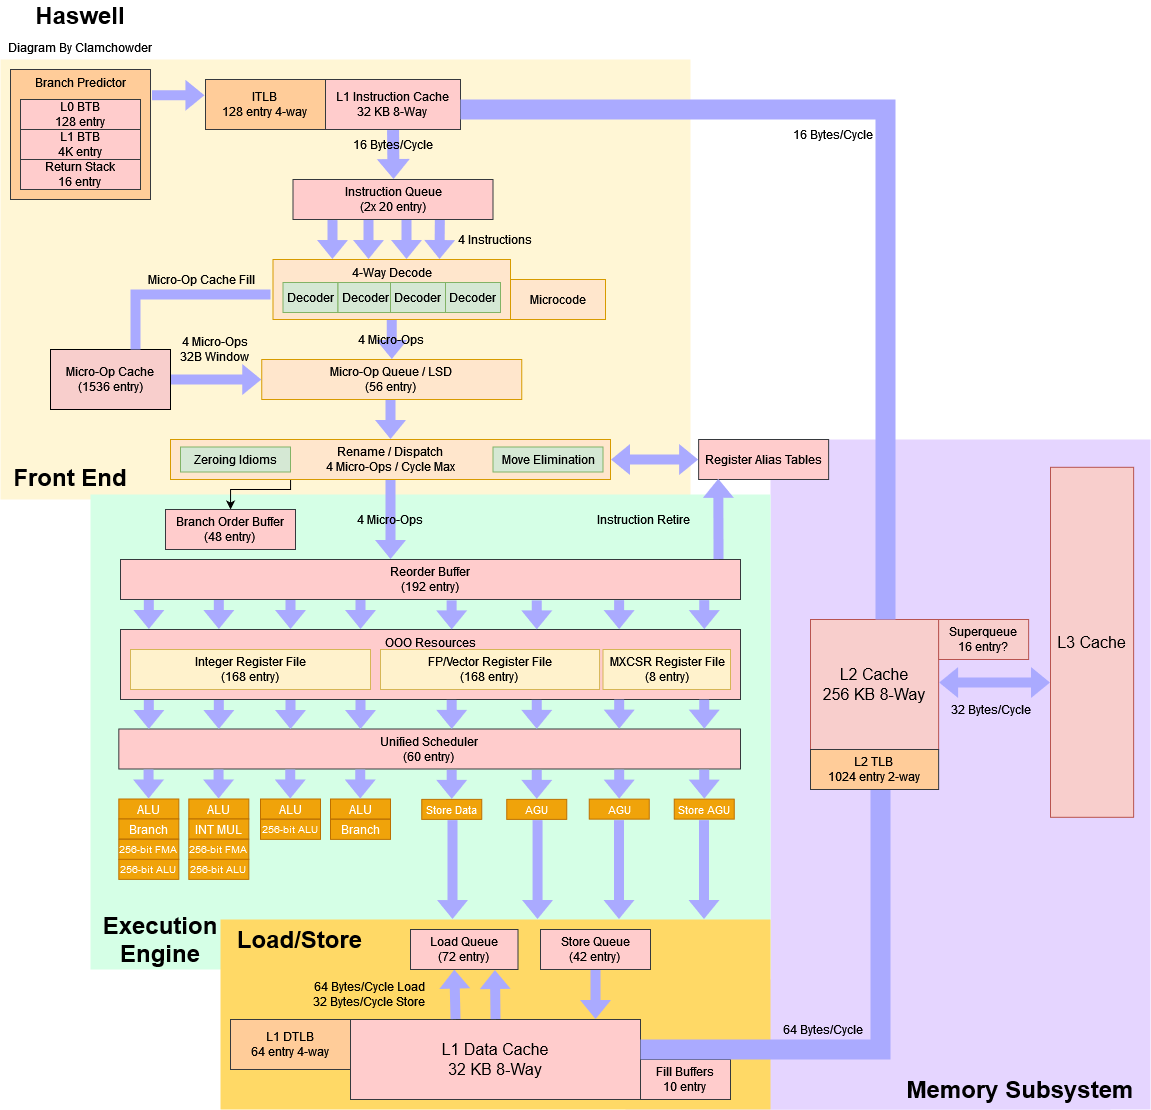 Haswell
Diagram By Clamchowder
Branch Predictor
L0 BTB
128 entry
L1 BTB
4K entry
Return Stack
16 entry
ITLB
128 entry 4-way
L1 Instruction Cache
32 KB 8-Way
16 Bytes/Cycle
16 Bytes/Cycle
Instruction Queue
(2x 20 entry)
4 Instructions
4-Way Decode
Decoder
Decoder
Decoder
Decoder
Microcode
Micro-Op Cache Fill
4 Micro-Ops
4 Micro-Ops
32B Window
Micro-Op Cache
(1536 entry)
Micro-Op Queue / LSD
(56 entry)
Zeroing Idioms
Rename / Dispatch
4 Micro-Ops / Cycle Max
Move Elimination
Register Alias Tables
Front End
Branch Order Buffer
(48 entry)
4 Micro-Ops
Instruction Retire
Reorder Buffer
(192 entry)
OOO Resources
Integer Register File
(168 entry)
FP/Vector Register File
(168 entry)
MXCSR Register File
(8 entry)
Unified Scheduler
(60 entry)
ALU
Branch
256-bit FMA
256-bit ALU
ALU
INT MUL
256-bit FMA
256-bit ALU
ALU
256-bit ALU
ALU
Branch
Store Data
AGU
AGU
Store AGU
Execution
Engine
Load/Store
Load Queue
(72 entry)
Store Queue
(42 entry)
64 Bytes/Cycle Load
32 Bytes/Cycle Store
L1 DTLB
64 entry 4-way
L1 Data Cache
32 KB 8-Way
Fill Buffers
10 entry
64 Bytes/Cycle
L2 Cache
256 KB 8-Way
Superqueue
16 entry?
32 Bytes/Cycle
L2 TLB
1024 entry 2-way
L3 Cache
Memory Subsystem